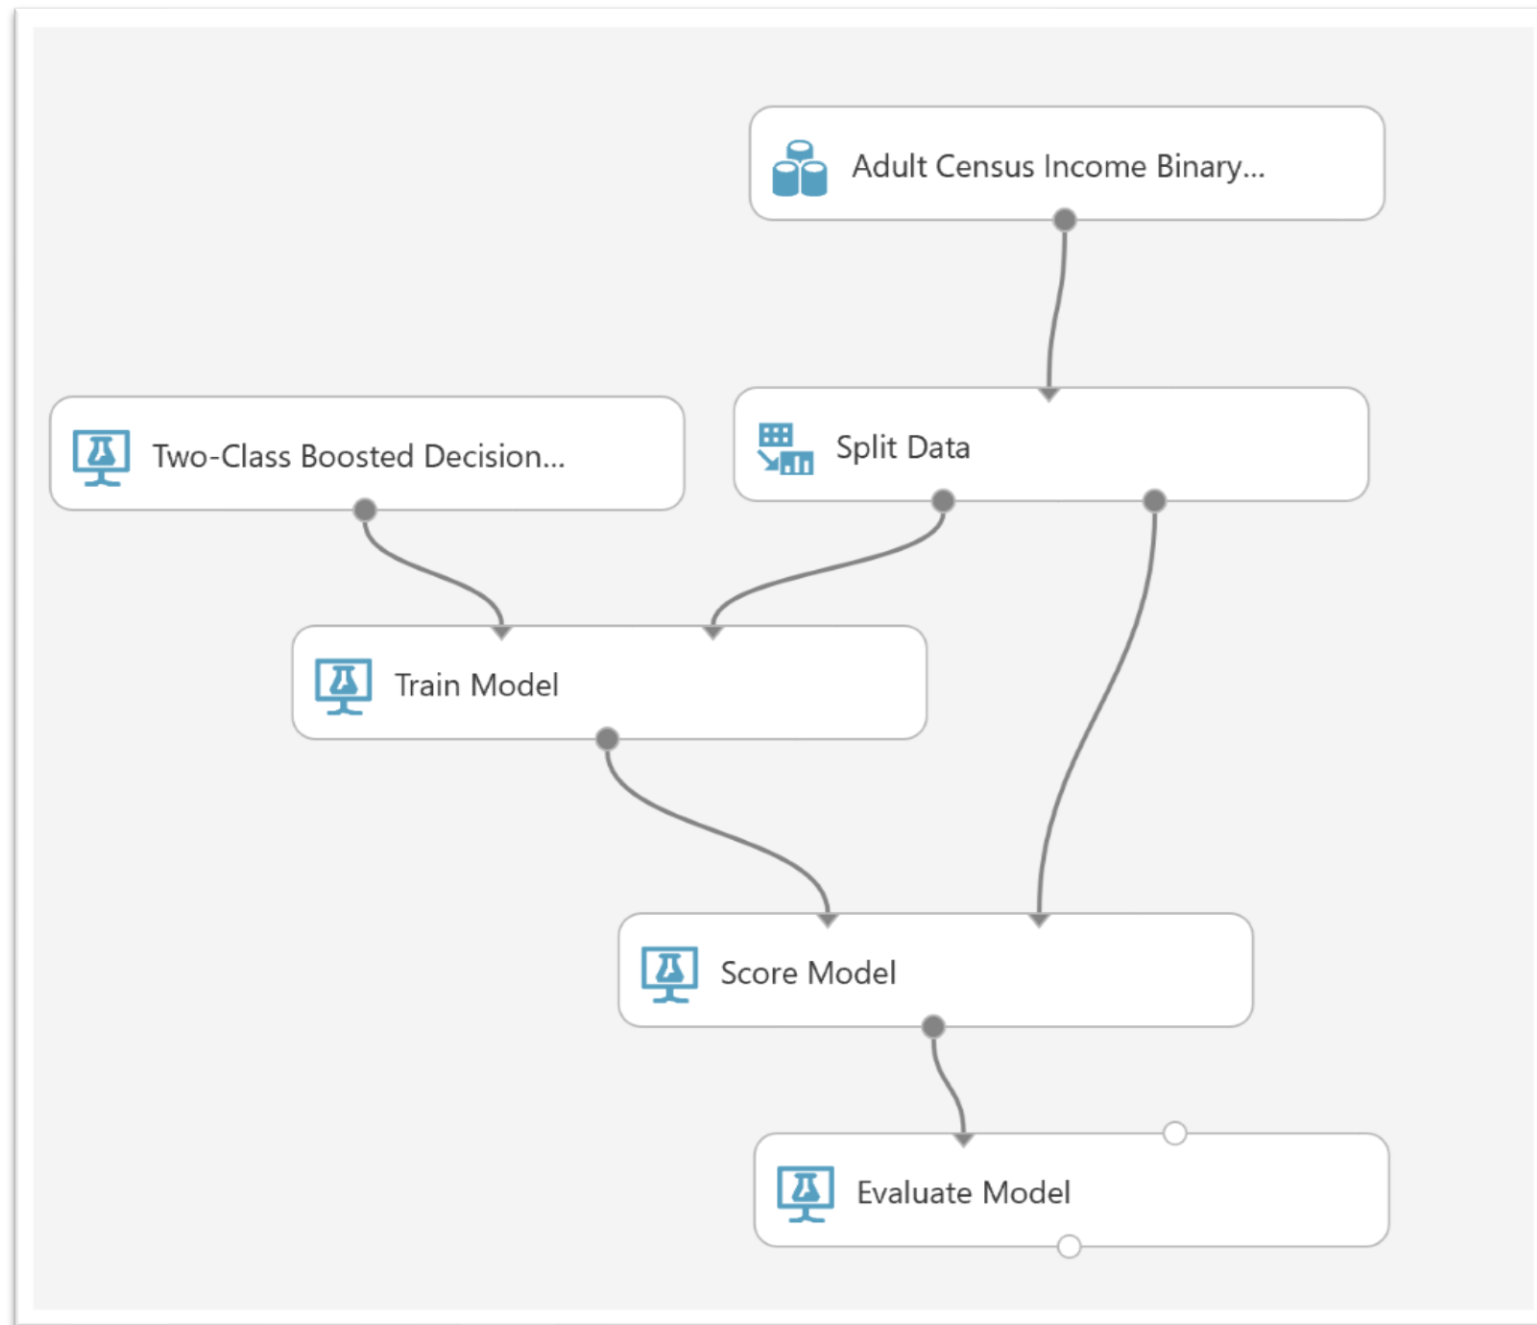 Adult Census Income Binary...
Two-Class Boosted Decision...
Split Data
Train Model
Score Model
Evaluate Model